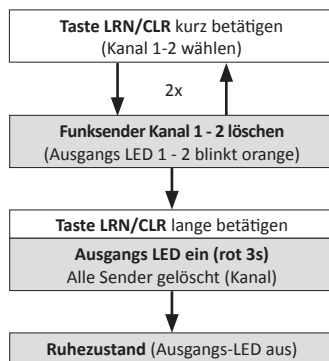 Taste LRN/CLR kurz betätigen
(Kanal 1-2 wählen)
2x
Funksender Kanal 1 - 2 löschen
(Ausgangs LED 1 - 2 blinkt orange)
Taste LRN/CLR lange betätigen
Ausgangs LED ein (rot 3s)
Alle Sender gelöscht (Kanal)
Ruhezustand (Ausgangs-LED aus)